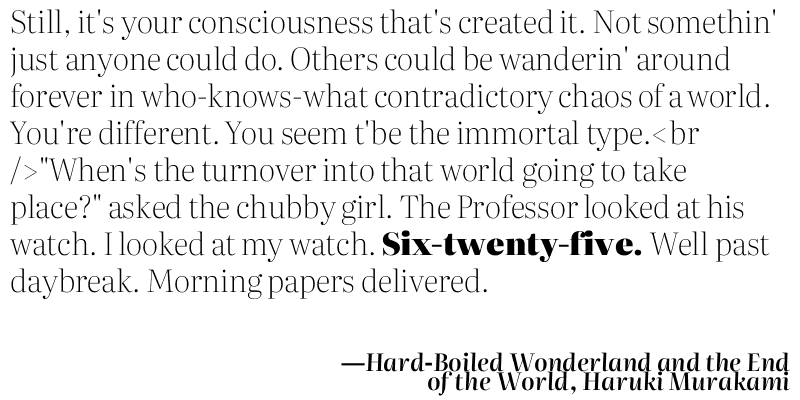 Still, it's your consciousness that's created it. Not somethin'
just anyone could do. Others could be wanderin' around
forever in who-knows-what contradictory chaos of a world.
You're different. You seem t'be the immortal type.<br
/>"When's the turnover into that world going to take
place?" asked the chubby girl. The Professor looked at his
watch. I looked at my watch. Six-twenty-five. Well past
daybreak. Morning papers delivered.
—Hard-Boiled Wonderland and the End
of the World, Haruki Murakami